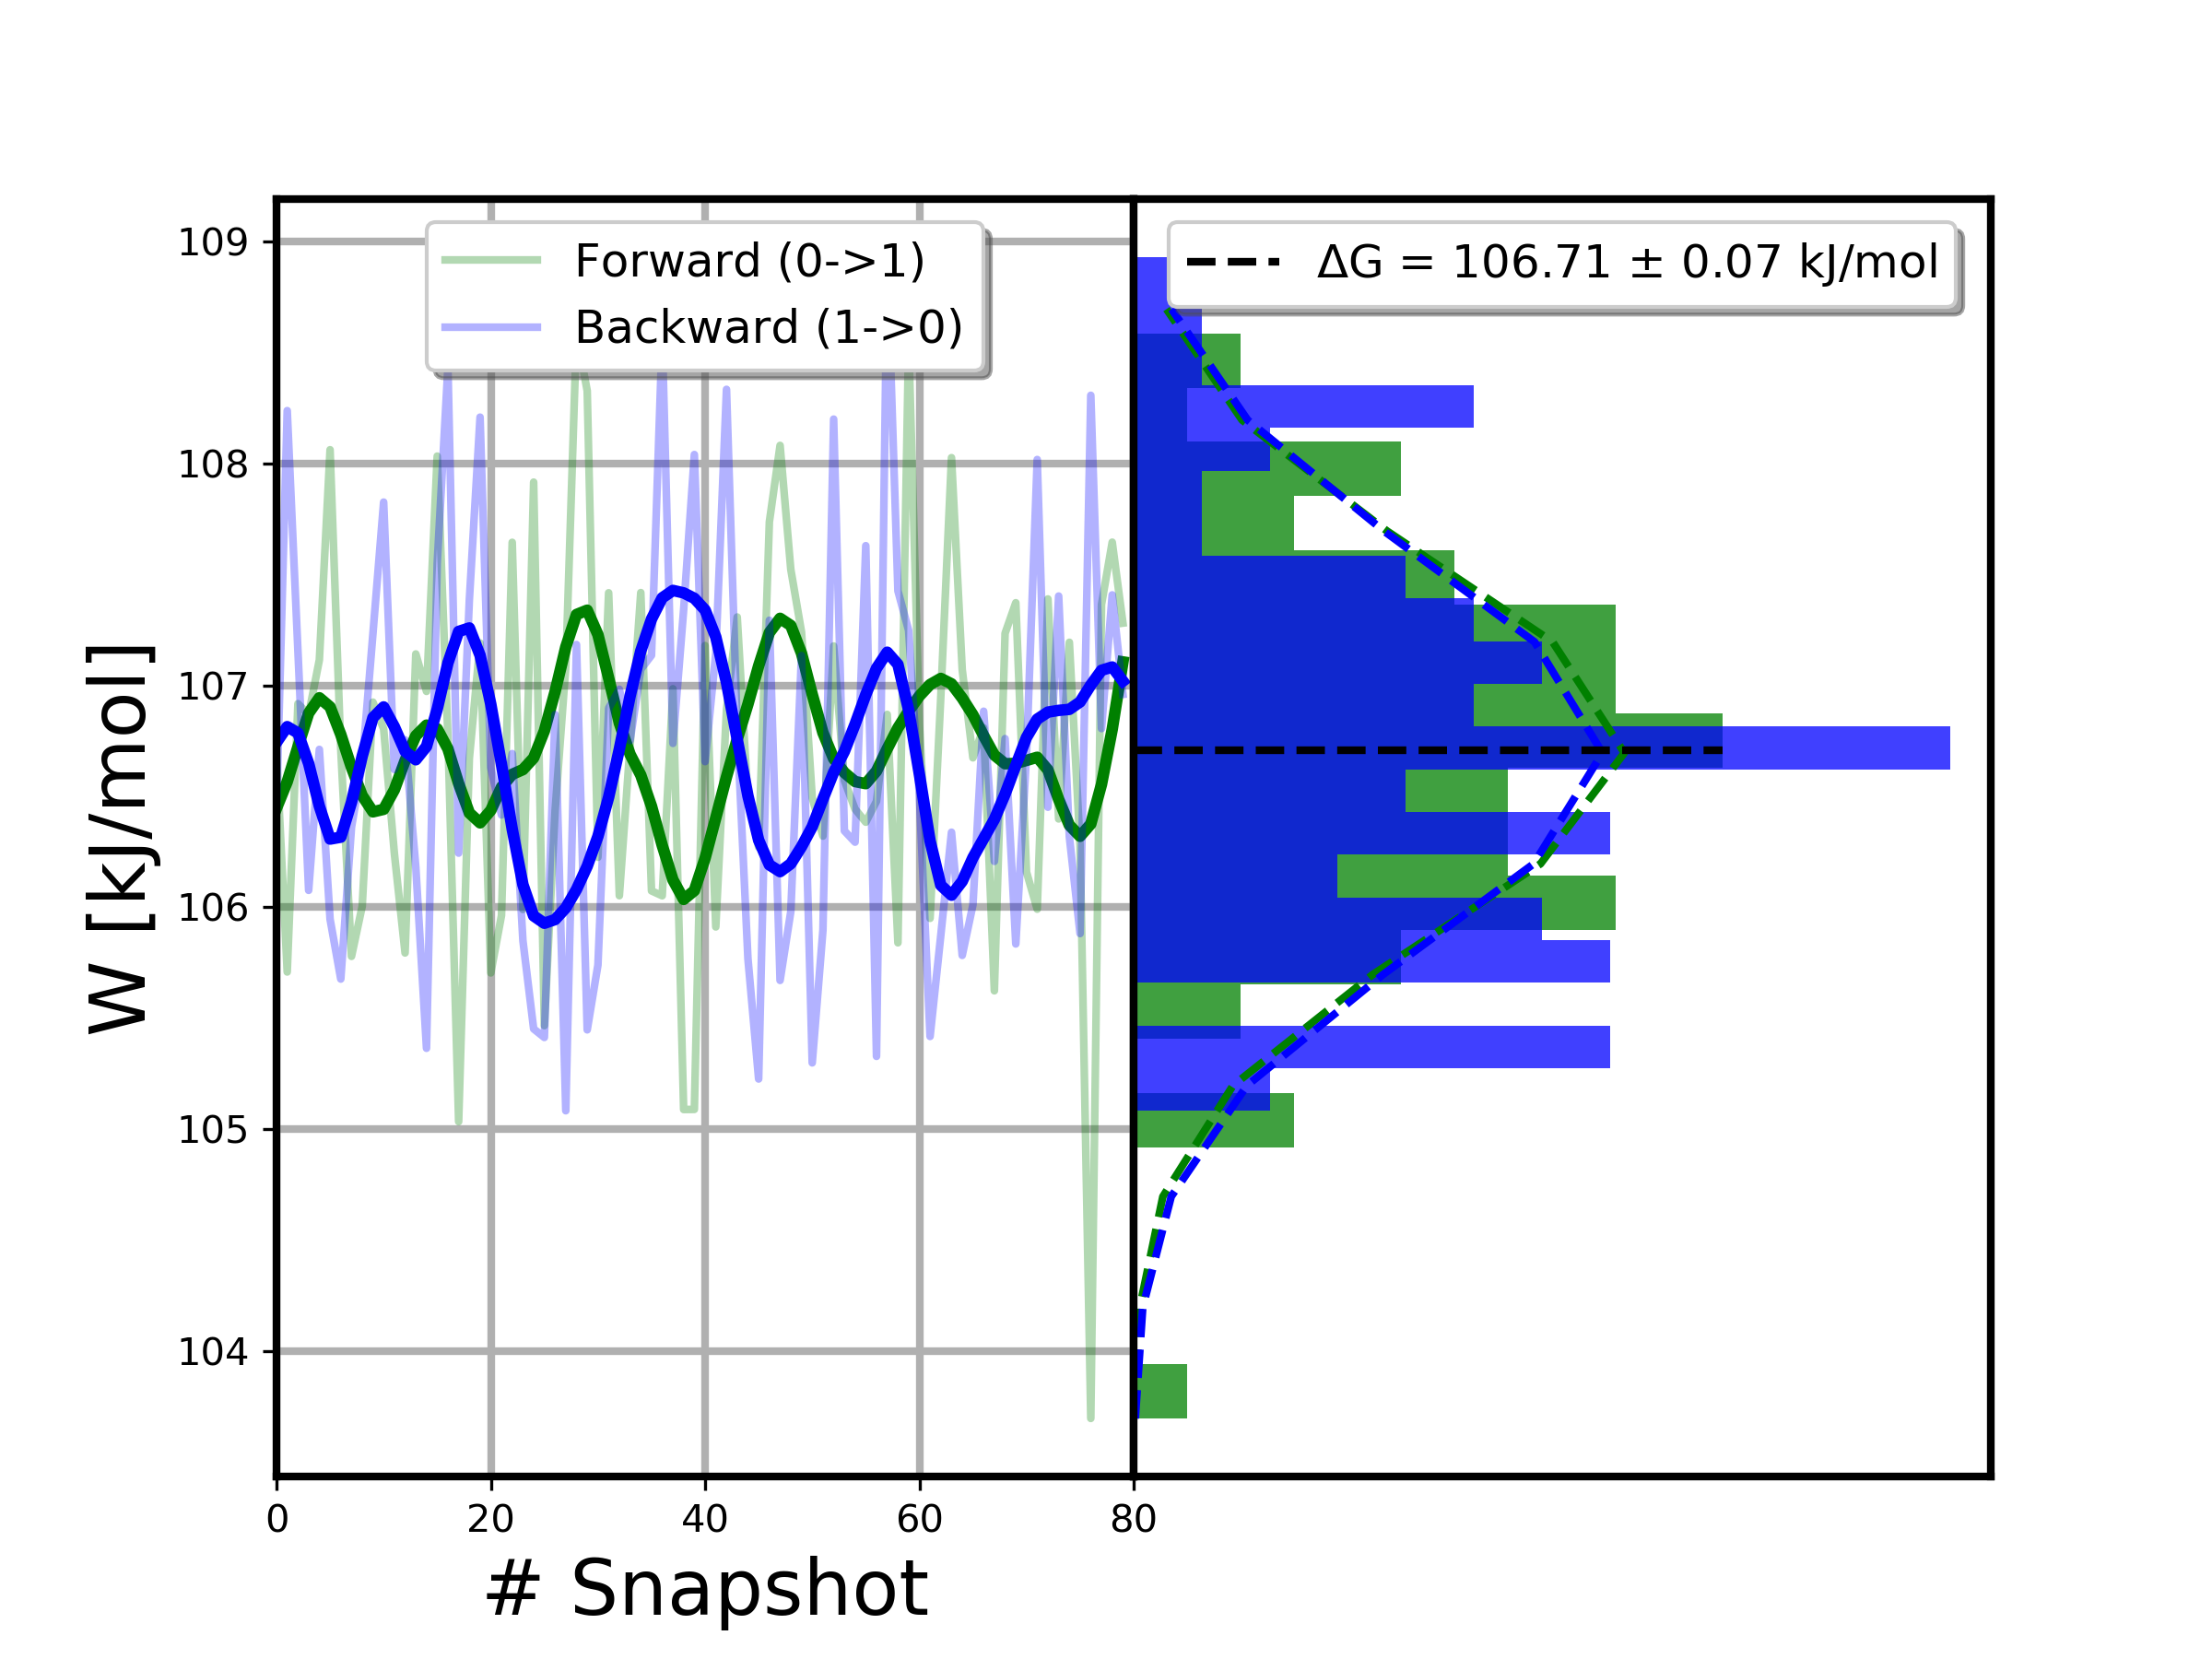 109
108
107
106
105
104
W [kJ/mol]
Forward (0->1)
Backward (1->0)
ΔG = 106.71 ± 0.07 kJ/mol
0 20 40 60 80
# Snapshot